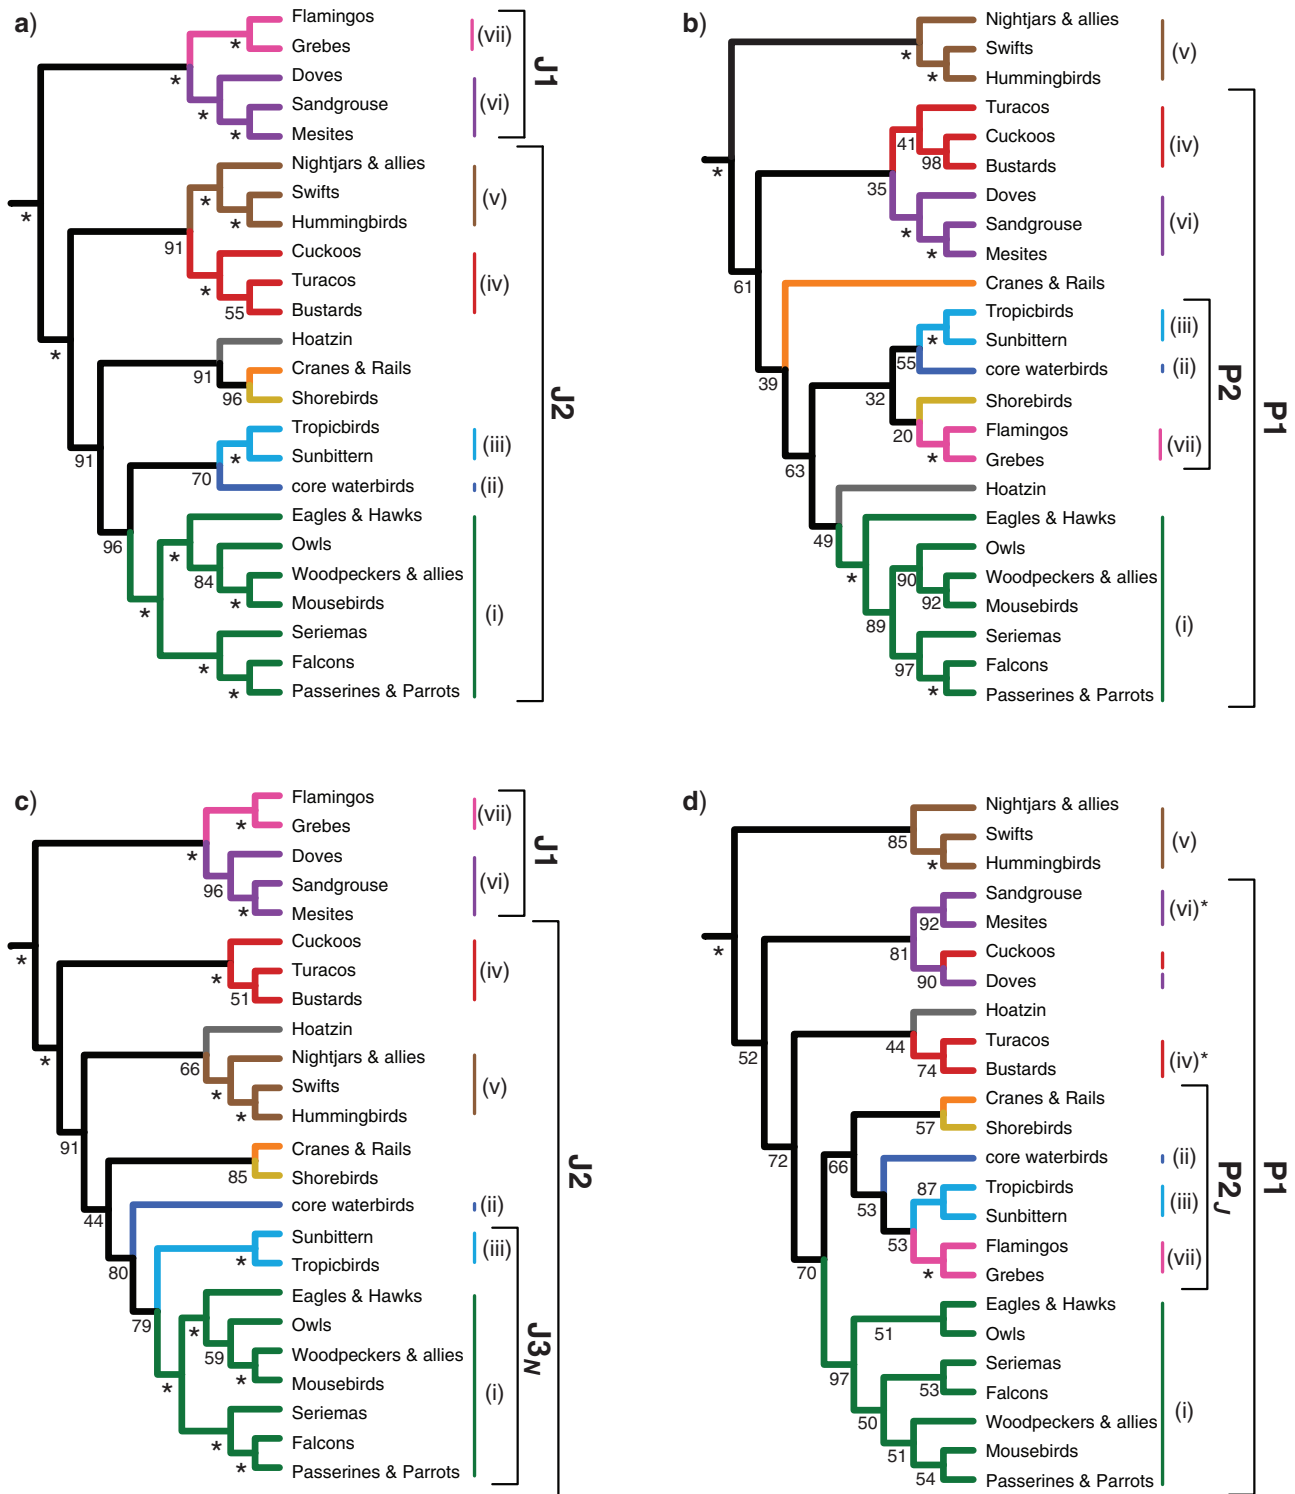 a)
Flamingos
Grebes
(vii)
Doves
Sandgrouse
Mesites
(vi)
J1
Nightjars & allies
Swifts
Hummingbirds
(v)
Cuckoos
Turacos
Bustards
(iv)
Hoatzin
Cranes & Rails
Shorebirds
Tropicbirds
Sunbittern
(iii)
core waterbirds
(ii)
Eagles & Hawks
Owls
Woodpeckers & allies
Mousebirds
Seriemas
Falcons
Passerines & Parrots
(i)
J2
*
*
*
*
*
*
91
*
*
*
55
91
96
91
*
70
96
*
84
*
*
*
*
b)
Nightjars & allies
Swifts
Hummingbirds
(v)
Turacos
Cuckoos
Bustards
(iv)
Doves
Sandgrouse
Mesites
(vi)
Cranes & Rails
Tropicbirds
Sunbittern
(iii)
core waterbirds
(ii)
Shorebirds
Flamingos
Grebes
(vii)
P2
Hoatzin
Eagles & Hawks
Owls
Woodpeckers & allies
Mousebirds
Seriemas
Falcons
Passerines & Parrots
(i)
P1
*
*
*
41
98
35
*
*
61
*
55
39
32
20
*
63
49
*
90
92
89
97
*
c)
Flamingos
Grebes
(vii)
Doves
Sandgrouse
Mesites
(vi)
J1
Cuckoos
Turacos
Bustards
(iv)
Hoatzin
Nightjars & allies
Swifts
Hummingbirds
(v)
Cranes & Rails
Shorebirds
core waterbirds
(ii)
Sunbittern
Tropicbirds
(iii)
Eagles & Hawks
Owls
Woodpeckers & allies
Mousebirds
Seriemas
Falcons
Passerines & Parrots
(i)
J3N
J2
*
*
96
*
*
*
51
*
66
*
*
91
85
44
*
80
79
*
59
*
*
*
*
d)
Nightjars & allies
Swifts
Hummingbirds
(v)
Sandgrouse
Mesites
(vi)*
Cuckoos
Doves
Hoatzin
Turacos
Bustards
(iv)*
Cranes & Rails
Shorebirds
core waterbirds
(ii)
Tropicbirds
Sunbittern
(iii)
Flamingos
Grebes
(vii)
P2J
Eagles & Hawks
Owls
Seriemas
Falcons
Woodpeckers & allies
Mousebirds
Passerines & Parrots
(i)
P1
85
*
92
81
90
*
52
44
74
57
72
66
87
53
53
*
70
51
97
53
50
51
54